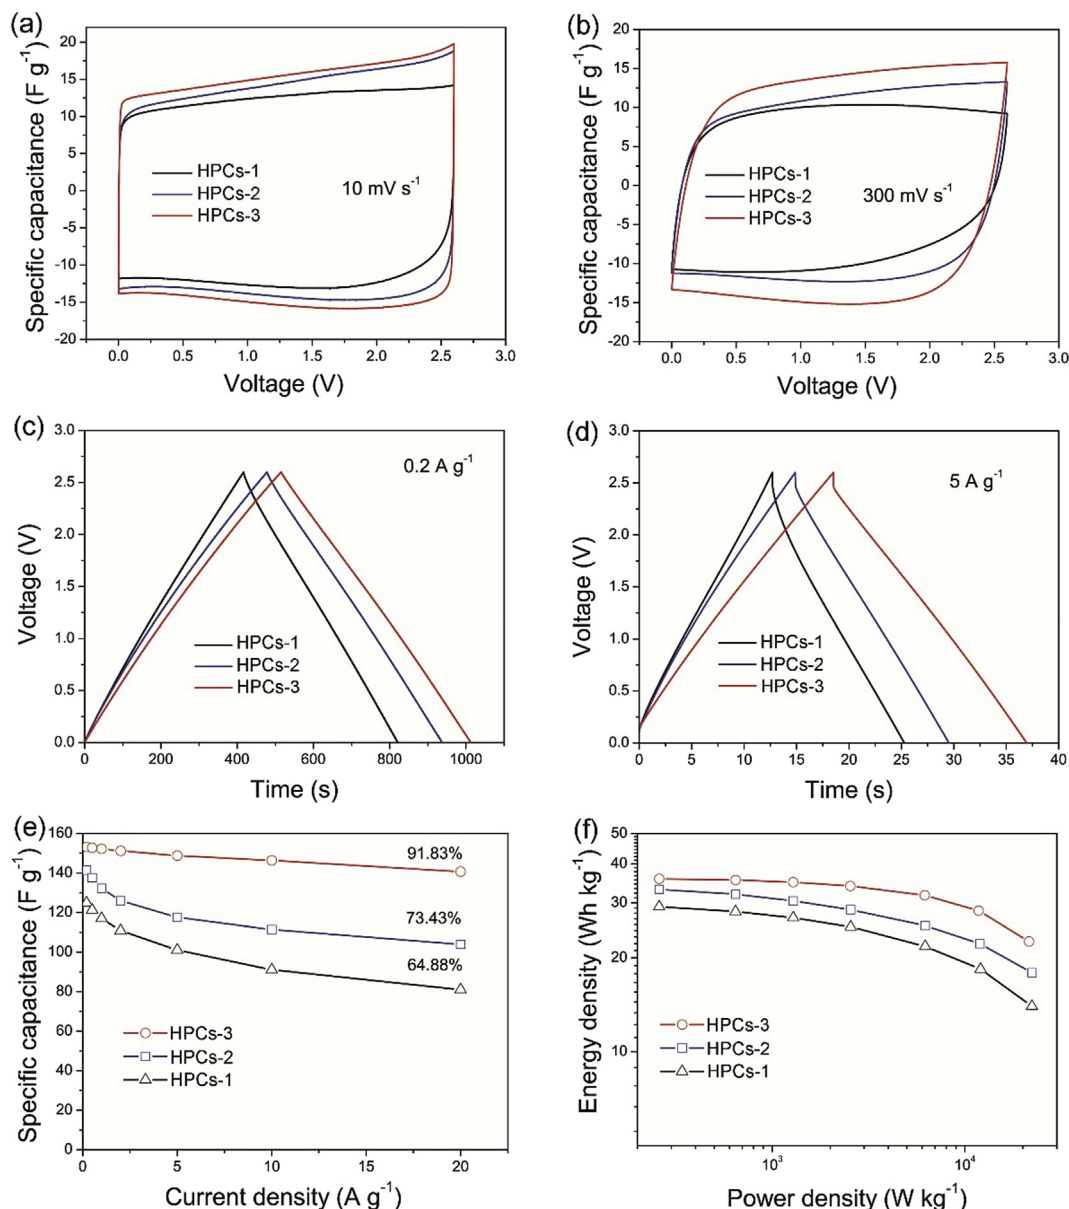 (a)
20
15
10
5
0
-5
-10
-15
-20
Specific capacitance (F g⁻¹)
HPCs-1
HPCs-2
HPCs-3
10 mV s⁻¹
0.0 0.5 1.0 1.5 2.0 2.5 3.0
Voltage (V)
(b)
20
15
10
5
0
-5
-10
-15
-20
Specific capacitance (F g⁻¹)
HPCs-1
HPCs-2
HPCs-3
300 mV s⁻¹
0.0 0.5 1.0 1.5 2.0 2.5 3.0
Voltage (V)
(c)
3.0
2.5
2.0
1.5
1.0
0.5
0.0
Voltage (V)
0.2 A g⁻¹
HPCs-1
HPCs-2
HPCs-3
0 200 400 600 800 1000
Time (s)
(d)
3.0
2.5
2.0
1.5
1.0
0.5
0.0
Voltage (V)
5 A g⁻¹
HPCs-1
HPCs-2
HPCs-3
0 5 10 15 20 25 30 35 40
Time (s)
(e)
160
140
120
100
80
60
40
20
0
Specific capacitance (F g⁻¹)
91.83%
73.43%
64.88%
HPCs-3
HPCs-2
HPCs-1
0 5 10 15 20
Current density (A g⁻¹)
(f)
50
40
30
20
10
Energy density (Wh kg⁻¹)
HPCs-3
HPCs-2
HPCs-1
10³ 10⁴
Power density (W kg⁻¹)